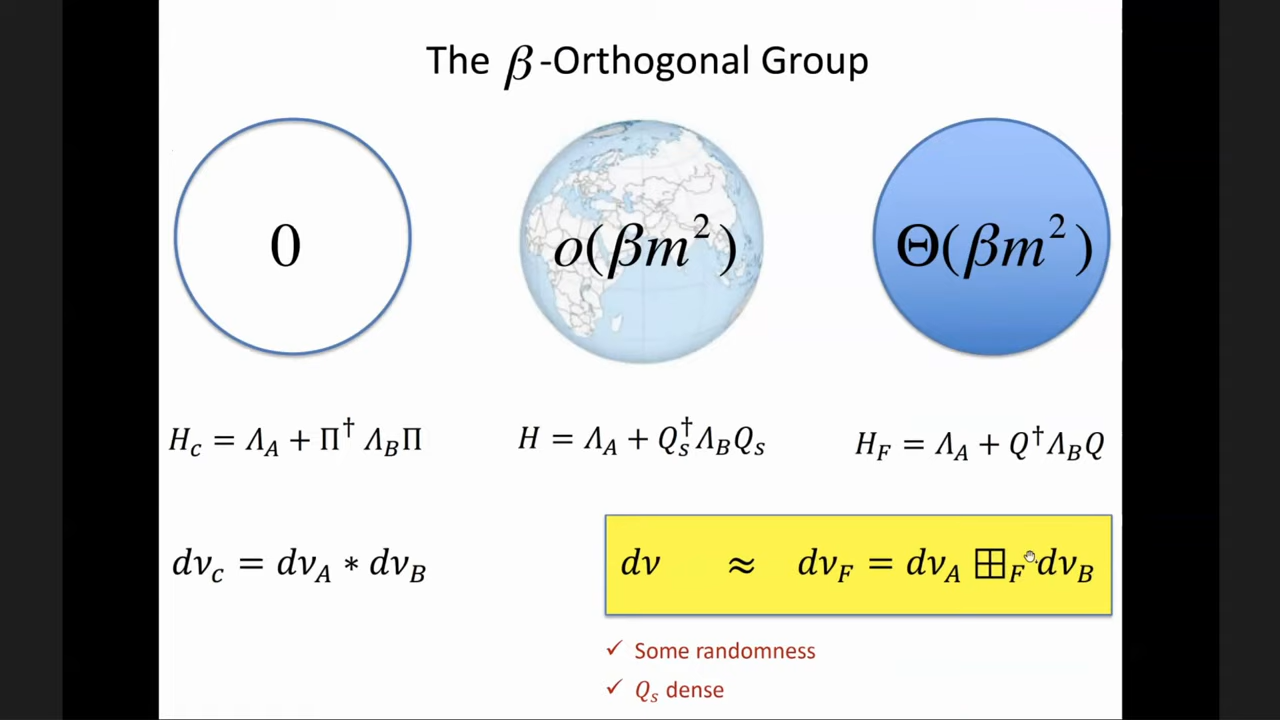 The β-Orthogonal Group
0
o(βm²)
Θ(βm²)
H_c = Λ_A + Π† Λ_B Π
H = Λ_A + Q_s† Λ_B Q_s
H_F = Λ_A + Q† Λ_B Q
dν_c = dν_A * dν_B
dν ≈ dν_F = dν_A ⊞_F dν_B
✓ Some randomness
✓ Q_s dense